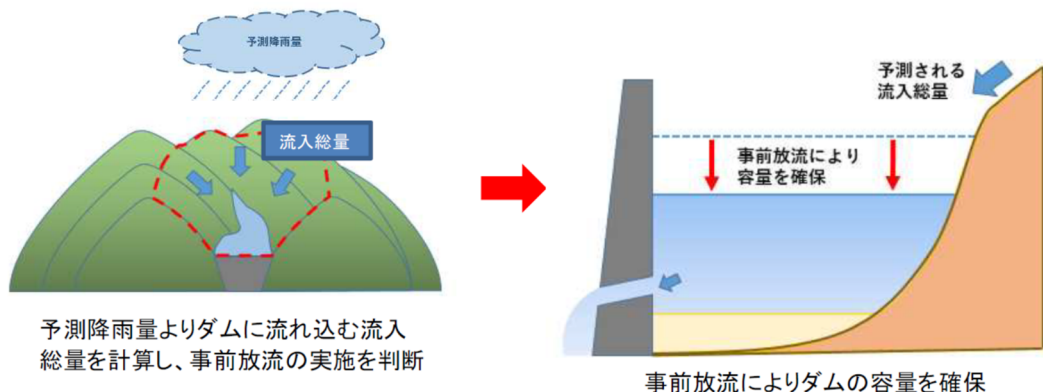 予測降雨量
流入総量
予測降雨量よりダムに流れ込む流入
総量を計算し、事前放流の実施を判断
予測される
流入総量
事前放流により
容量を確保
事前放流によりダムの容量を確保